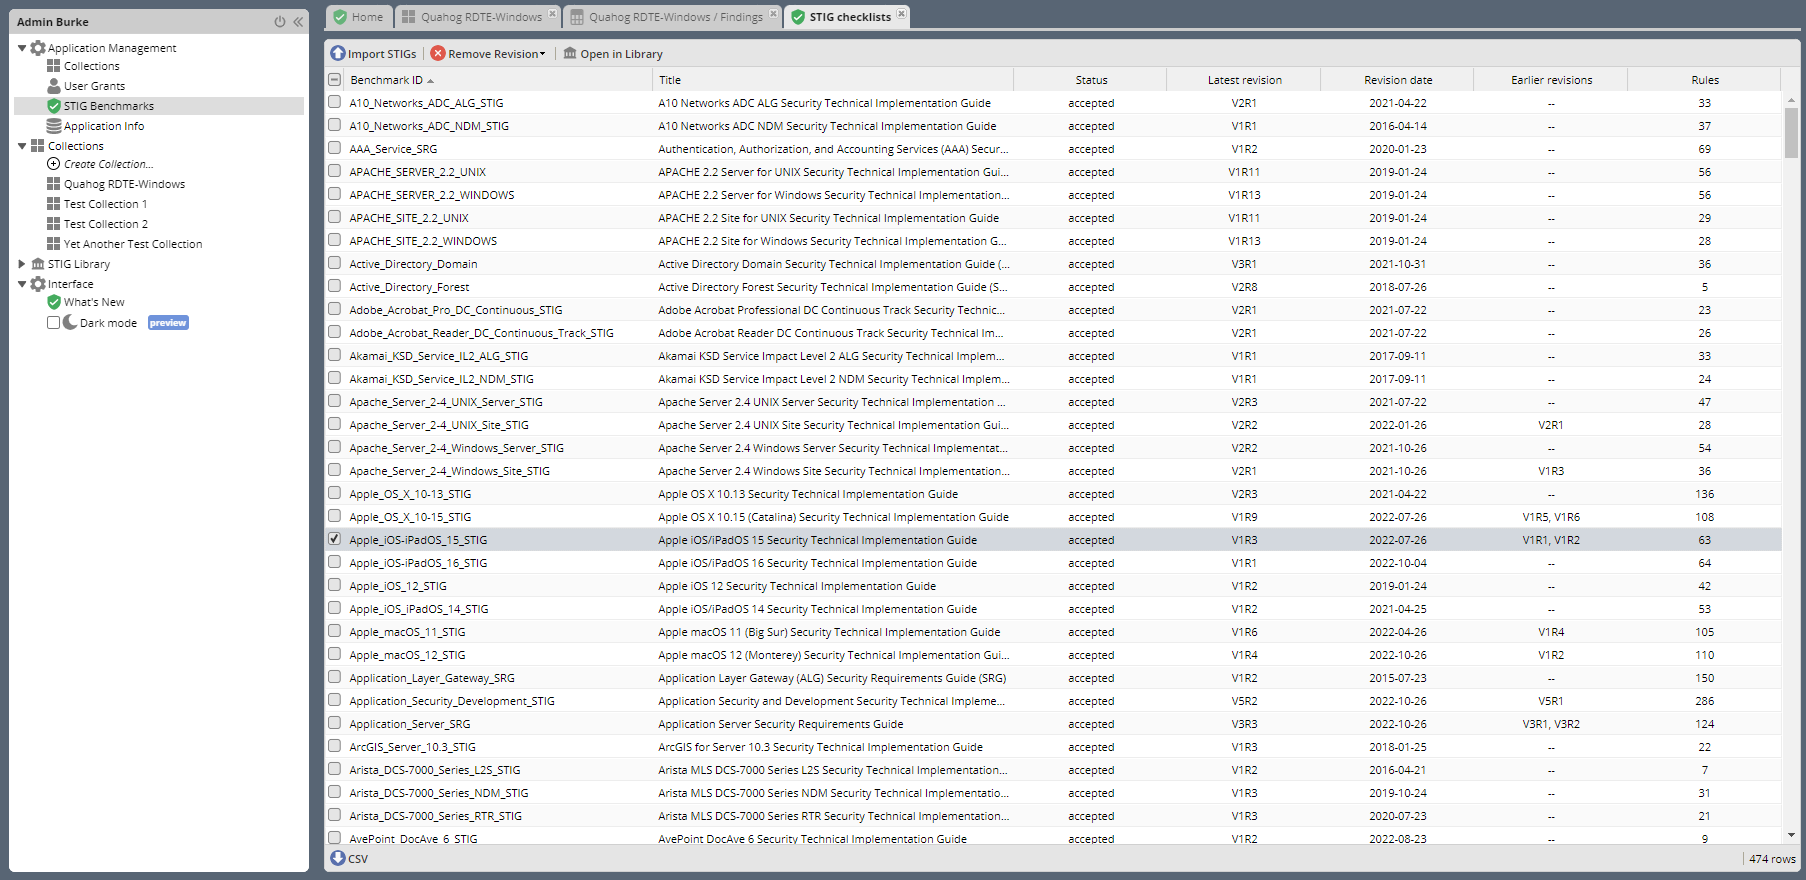 Admin Burke
Application Management
Collections
User Grants
STIG Benchmarks
Application Info
Collections
Create Collection...
Quahog RDTE-Windows
Test Collection 1
Test Collection 2
Yet Another Test Collection
STIG Library
Interface
What's New
Dark mode preview
Home Quahog RDTE-Windows Quahog RDTE-Windows / Findings STIG checklists
Import STIGs Remove Revision Open in Library
Benchmark ID Title Status Latest revision Revision date Earlier revisions Rules
A10_Networks_ADC_ALG_STIG A10 Networks ADC ALG Security Technical Implementation Guide accepted V2R1 2021-04-22 -- 33
A10_Networks_ADC_NDM_STIG A10 Networks ADC NDM Security Technical Implementation Guide accepted V1R1 2016-04-14 -- 37
AAA_Service_SRG Authentication, Authorization, and Accounting Services (AAA) Secur... accepted V1R2 2020-01-23 -- 69
APACHE_SERVER_2.2_UNIX APACHE 2.2 Server for UNIX Security Technical Implementation Gui... accepted V1R11 2019-01-24 -- 56
APACHE_SERVER_2.2_WINDOWS APACHE 2.2 Server for Windows Security Technical Implementation... accepted V1R13 2019-01-24 -- 56
APACHE_SITE_2.2_UNIX APACHE 2.2 Site for UNIX Security Technical Implementation Guide accepted V1R11 2019-01-24 -- 29
APACHE_SITE_2.2_WINDOWS APACHE 2.2 Site for Windows Security Technical Implementation G... accepted V1R13 2019-01-24 -- 28
Active_Directory_Domain Active Directory Domain Security Technical Implementation Guide (... accepted V3R1 2021-10-31 -- 36
Active_Directory_Forest Active Directory Forest Security Technical Implementation Guide (S... accepted V2R8 2018-07-26 -- 5
Adobe_Acrobat_Pro_DC_Continuous_STIG Adobe Acrobat Professional DC Continuous Track Security Technic... accepted V2R1 2021-07-22 -- 23
Adobe_Acrobat_Reader_DC_Continuous_Track_STIG Adobe Acrobat Reader DC Continuous Track Security Technical Im... accepted V2R1 2021-07-22 -- 26
Akamai_KSD_Service_IL2_ALG_STIG Akamai KSD Service Impact Level 2 ALG Security Technical Implem... accepted V1R1 2017-09-11 -- 33
Akamai_KSD_Service_IL2_NDM_STIG Akamai KSD Service Impact Level 2 NDM Security Technical Implem... accepted V1R1 2017-09-11 -- 24
Apache_Server_2-4_UNIX_Server_STIG Apache Server 2.4 UNIX Server Security Technical Implementation ... accepted V2R3 2021-07-22 -- 47
Apache_Server_2-4_UNIX_Site_STIG Apache Server 2.4 UNIX Site Security Technical Implementation Gui... accepted V2R2 2022-01-26 V2R1 28
Apache_Server_2-4_Windows_Server_STIG Apache Server 2.4 Windows Server Security Technical Implementat... accepted V2R2 2021-10-26 -- 54
Apache_Server_2-4_Windows_Site_STIG Apache Server 2.4 Windows Site Security Technical Implementation... accepted V2R1 2021-10-26 V1R3 36
Apple_OS_X_10-13_STIG Apple OS X 10.13 Security Technical Implementation Guide accepted V2R3 2021-04-22 -- 136
Apple_OS_X_10-15_STIG Apple OS X 10.15 (Catalina) Security Technical Implementation Guide accepted V1R9 2022-07-26 V1R5, V1R6 108
Apple_iOS-iPadOS_15_STIG Apple iOS/iPadOS 15 Security Technical Implementation Guide accepted V1R3 2022-07-26 V1R1, V1R2 63
Apple_iOS-iPadOS_16_STIG Apple iOS/iPadOS 16 Security Technical Implementation Guide accepted V1R1 2022-10-04 -- 64
Apple_iOS_12_STIG Apple iOS 12 Security Technical Implementation Guide accepted V1R2 2019-01-24 -- 42
Apple_iOS_iPadOS_14_STIG Apple iOS/iPadOS 14 Security Technical Implementation Guide accepted V1R2 2021-04-25 -- 53
Apple_macOS_11_STIG Apple macOS 11 (Big Sur) Security Technical Implementation Guide accepted V1R6 2022-04-26 V1R4 105
Apple_macOS_12_STIG Apple macOS 12 (Monterey) Security Technical Implementation Gui... accepted V1R4 2022-10-26 V1R2 110
Application_Layer_Gateway_SRG Application Layer Gateway (ALG) Security Requirements Guide (SRG) accepted V1R2 2015-07-23 -- 150
Application_Security_Development_STIG Application Security and Development Security Technical Impleme... accepted V5R2 2022-10-26 V5R1 286
Application_Server_SRG Application Server Security Requirements Guide accepted V3R3 2022-10-26 V3R1, V3R2 124
ArcGIS_Server_10.3_STIG ArcGIS for Server 10.3 Security Technical Implementation Guide accepted V1R3 2018-01-25 -- 22
Arista_DCS-7000_Series_L2S_STIG Arista MLS DCS-7000 Series L2S Security Technical Implementation... accepted V1R2 2016-04-21 -- 7
Arista_DCS-7000_Series_NDM_STIG Arista MLS DCS-7000 Series NDM Security Technical Implementatio... accepted V1R3 2019-10-24 -- 31
Arista_DCS-7000_Series_RTR_STIG Arista MLS DCS-7000 Series RTR Security Technical Implementation... accepted V1R3 2020-07-23 -- 21
AvePoint_DocAve_6_STIG AvePoint DocAve 6 Security Technical Implementation Guide accepted V1R2 2022-08-23 -- 9
CSV 474 rows